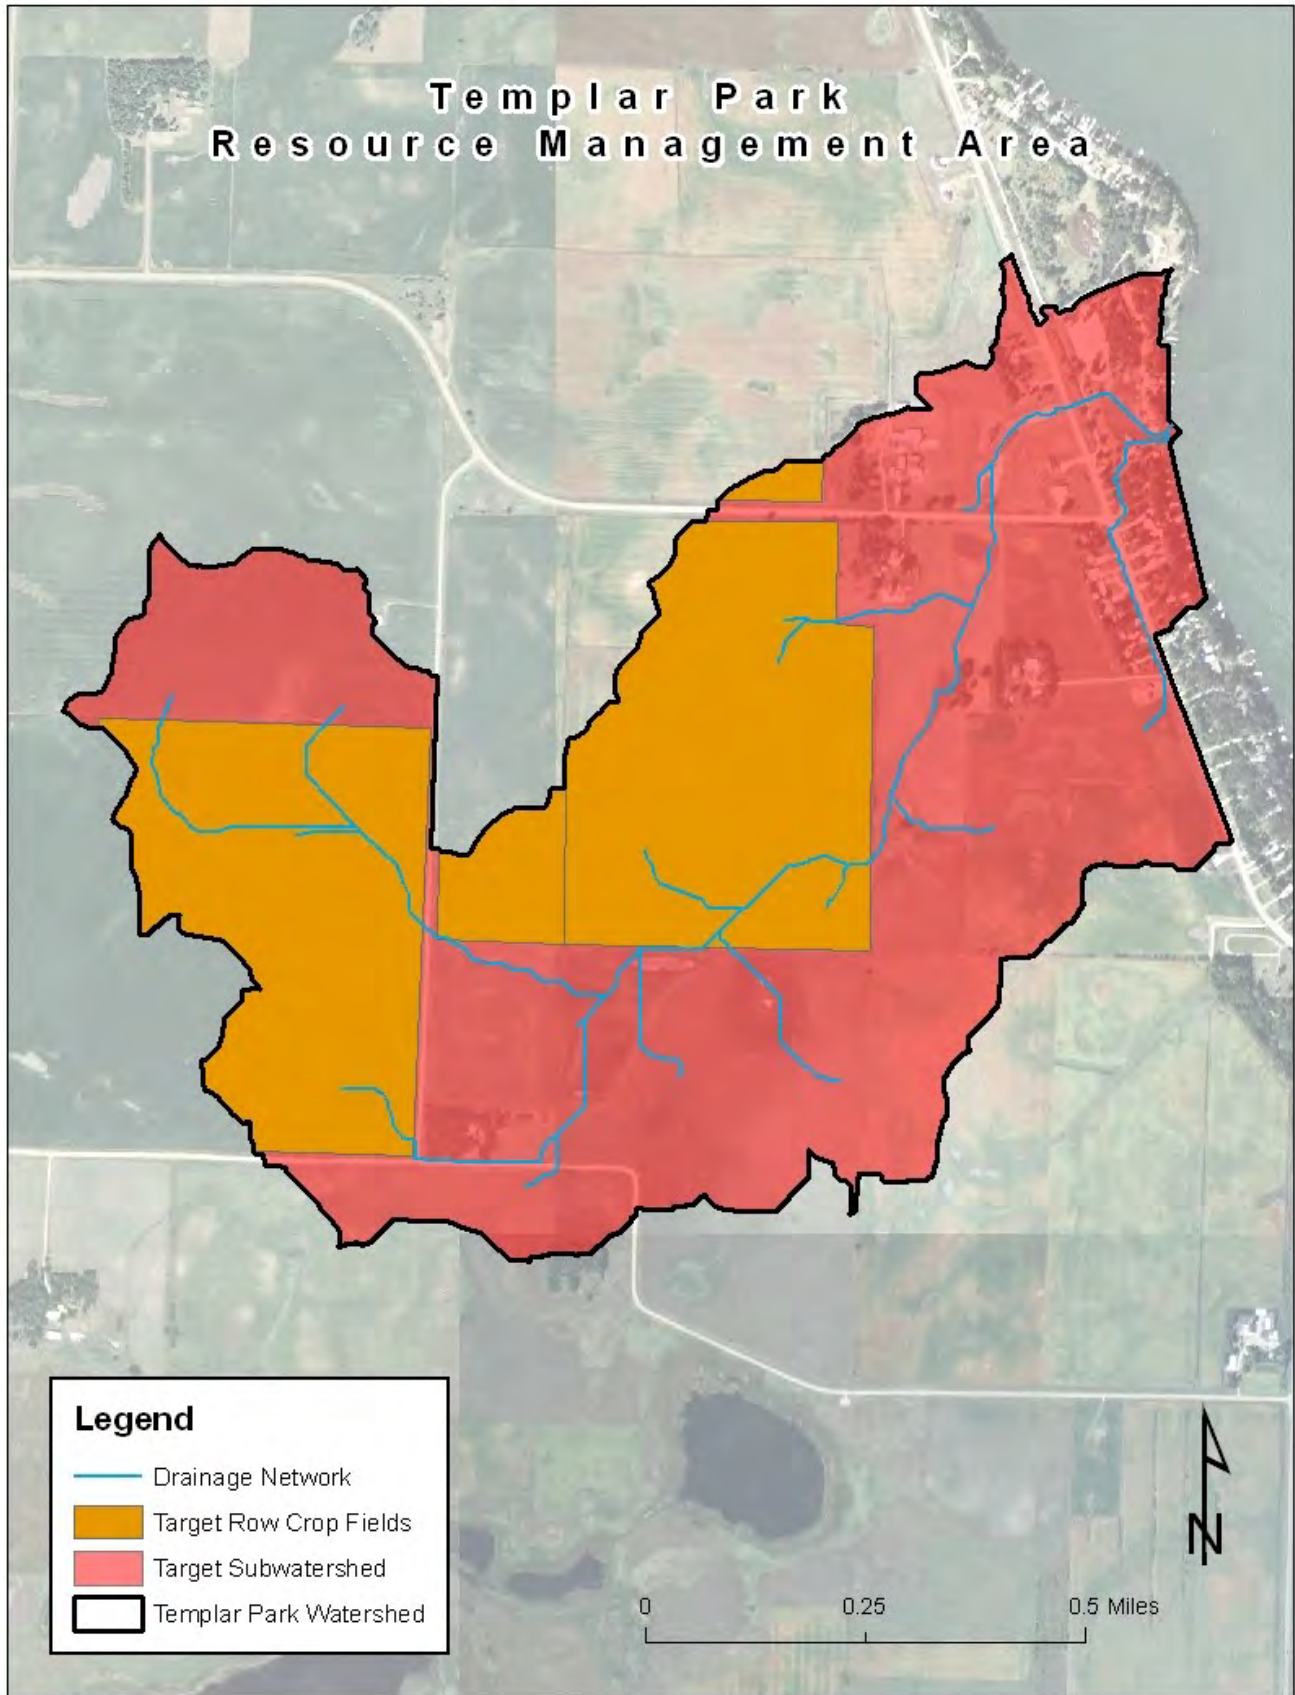 Templar Park
Resource Management Area
Legend
Drainage Network
Target Row Crop Fields
Target Subwatershed
Templar Park Watershed
0 0.25 0.5 Miles
N